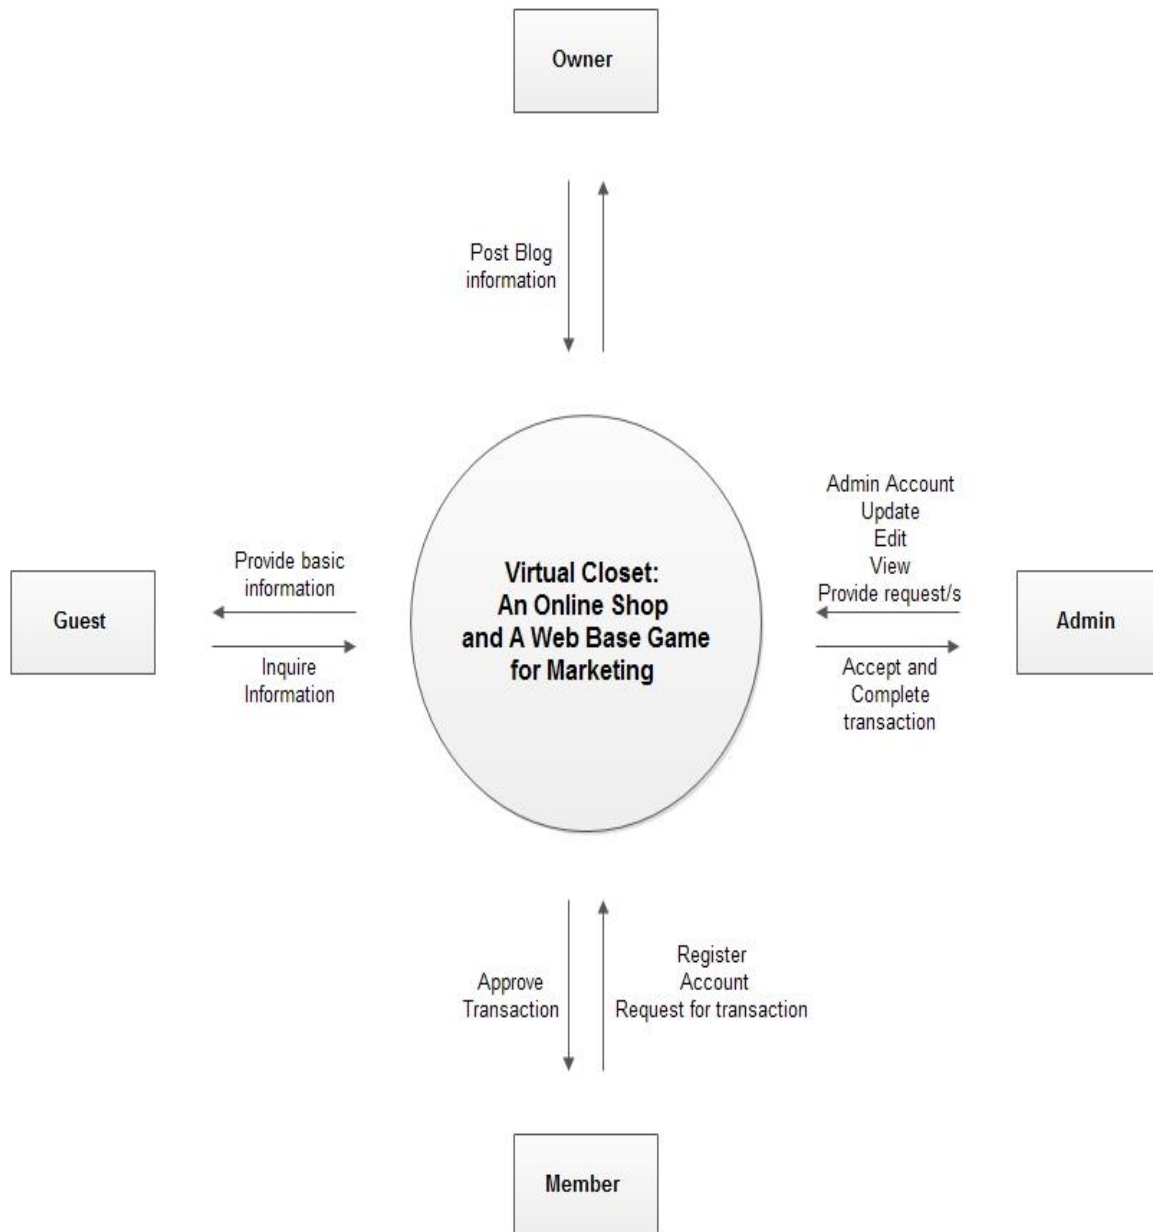 Owner
Post Blog
information
Admin Account
Update
Edit
View
Provide request/s
Provide basic
information
Virtual Closet:
An Online Shop
and A Web Base Game
for Marketing
Guest
Admin
Inquire
Information
Accept and
Complete
transaction
Approve
Transaction
Register
Account
Request for transaction
Member